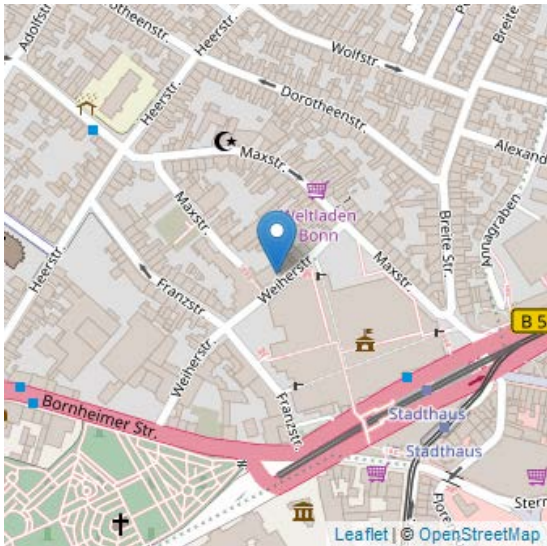 Adolfstr.
otheenstr.
Heerstr.
Wolfstr.
Breite
Dorotheenstr.
Heerstr.
Alexand
Maxstr.
Weltladen
Bonn
Maxstr.
Breite Str.
Annagraben
Heerstr.
Franzstr.
Weiherstr.
Maxstr.
B 5
Weiherstr.
Bornheimer Str.
Franzstr.
Stadthaus
Stadthaus
Stern
Leaflet | © OpenStreetMap